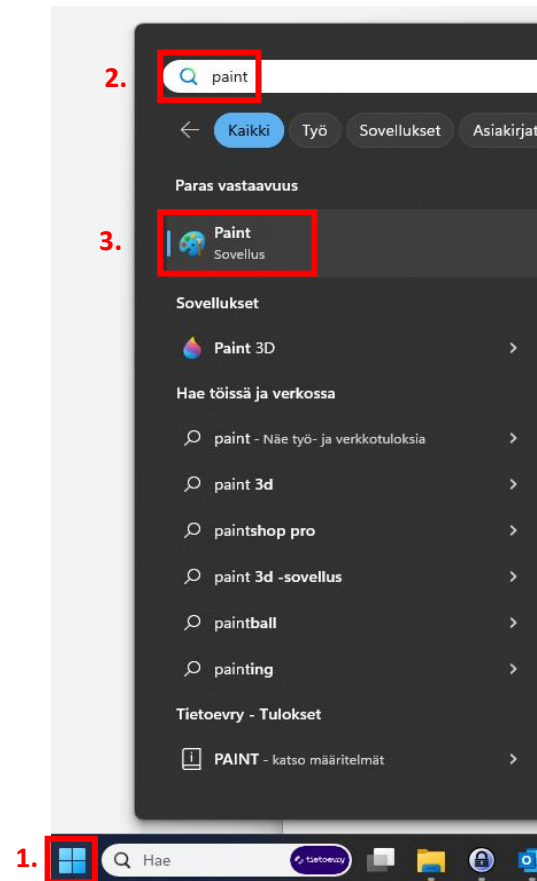 2.
paint
Kaikki Työ Sovellukset Asiakirjat
Paras vastaavuus
3.
Paint
Sovellus
Sovellukset
Paint 3D
Hae töissä ja verkossa
paint - Näe työ- ja verkkotuloksia
paint 3d
paintshop pro
paint 3d -sovellus
paintball
painting
Tietoevry - Tulokset
PAINT - katso määritelmät
1.
Hae
tietoevry